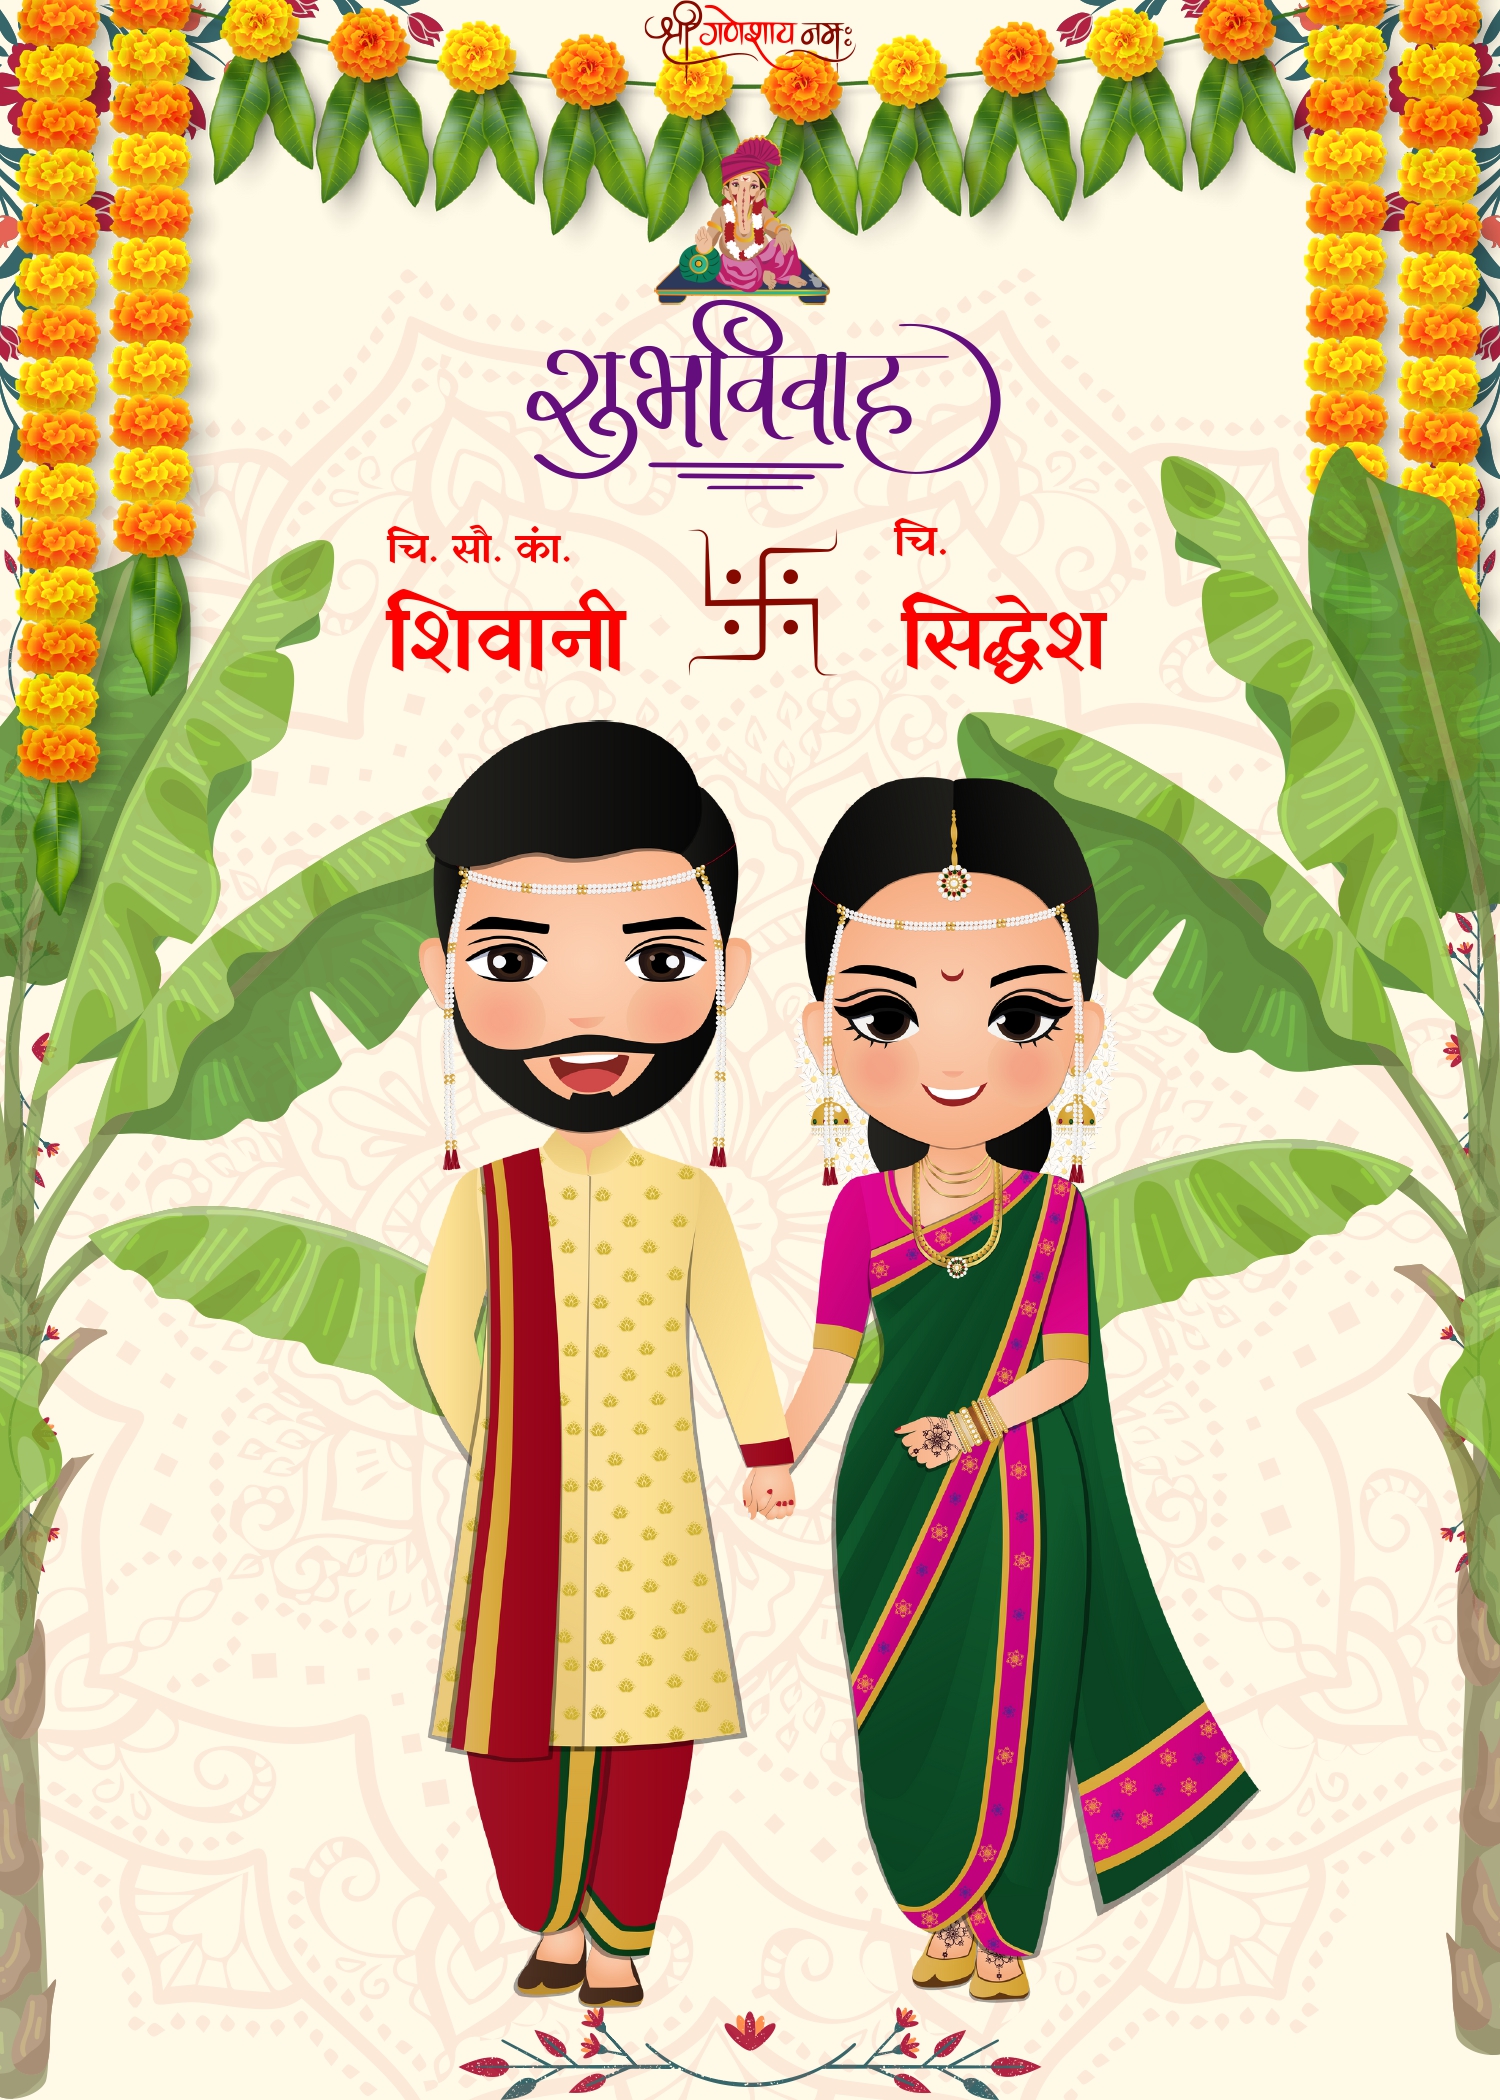 श्री गणेशाय नमः
शुभविवाह
चि. सौ. कां.
शिवानी
चि.
सिद्धेश